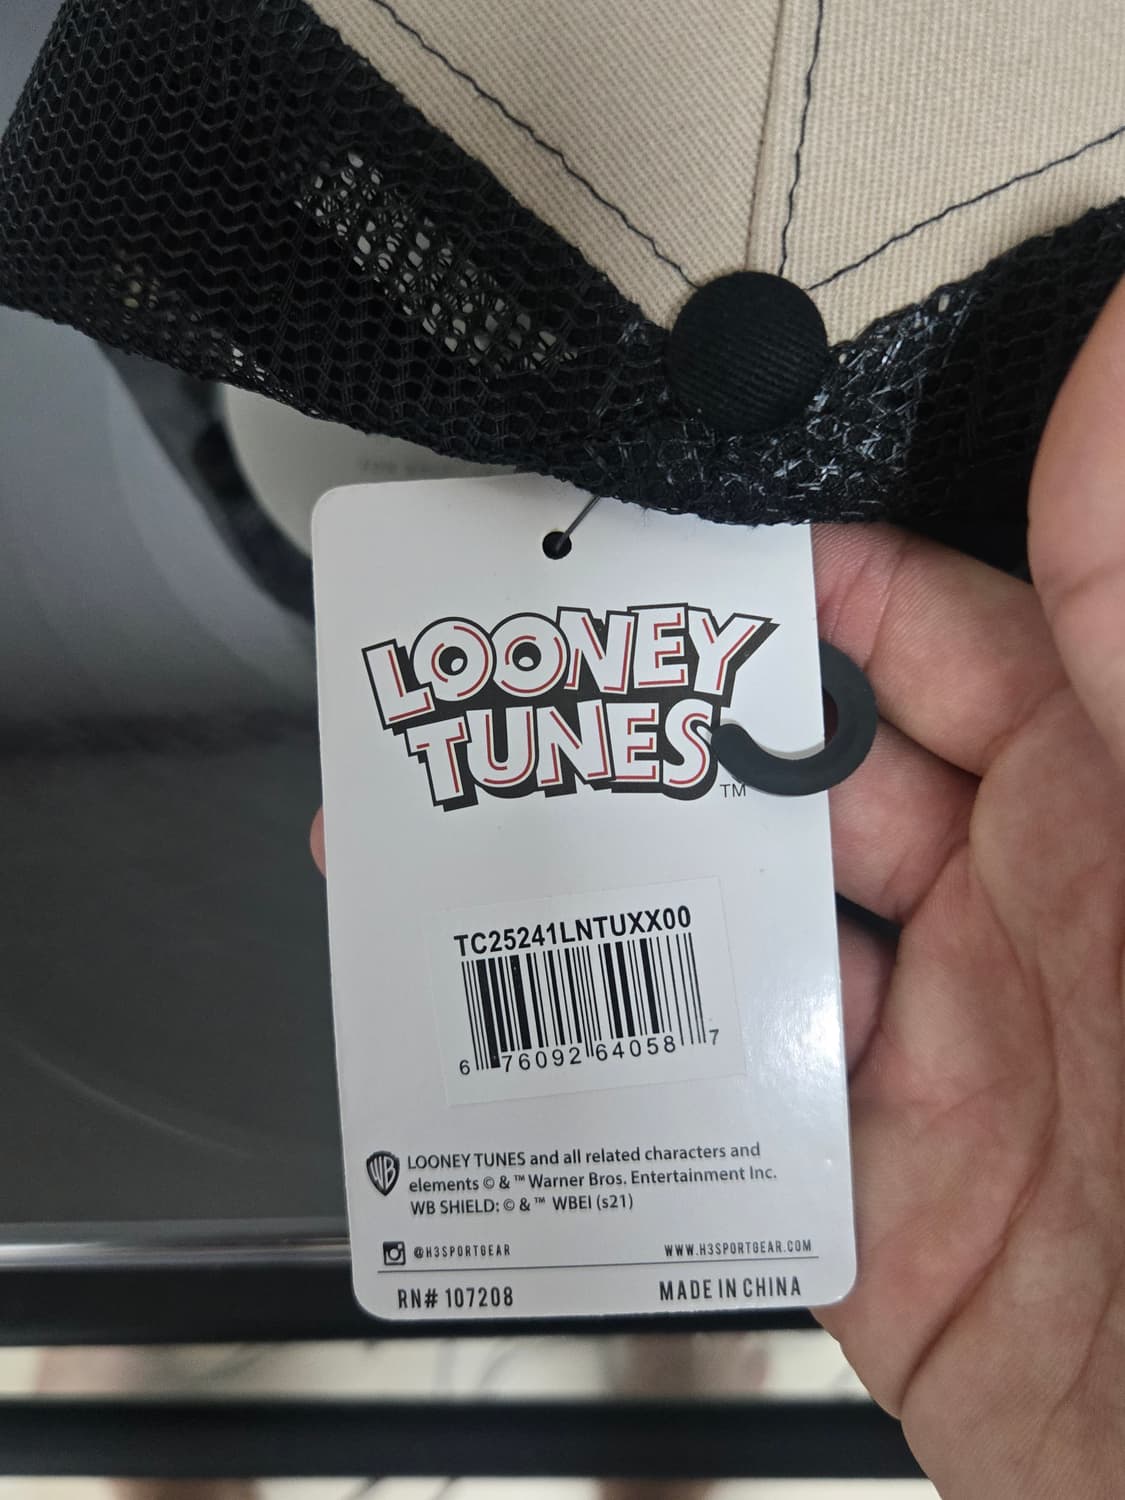 LOONEY
TUNES
TM
TC25241LNTUXX00
6 76092 64058 7
WB
LOONEY TUNES and all related characters and
elements © & ™ Warner Bros. Entertainment Inc.
WB SHIELD: © & ™ WBEI (s21)
@H3SPORTGEAR WWW.H3SPORTGEAR.COM
RN# 107208 MADE IN CHINA